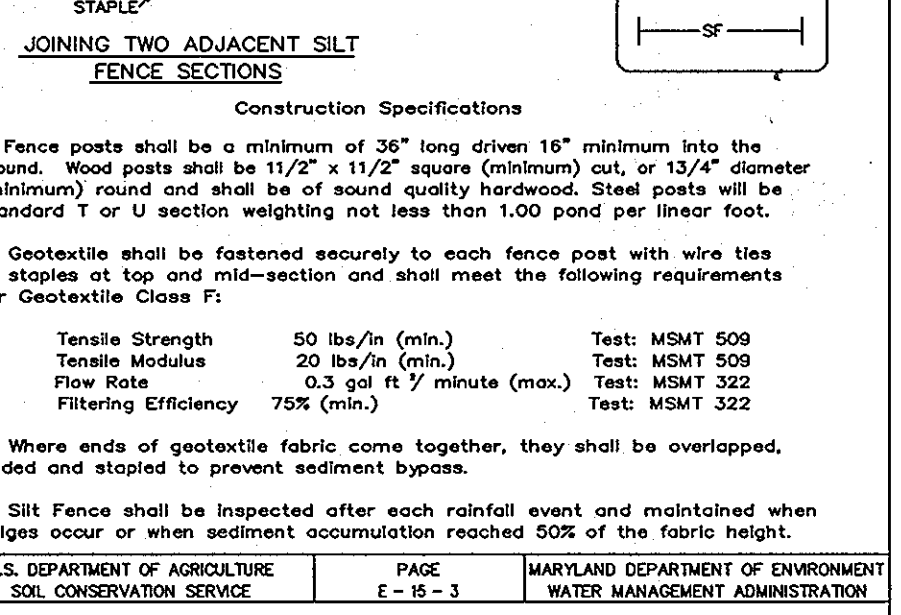 STAPLE
SF
JOINING TWO ADJACENT SILT
FENCE SECTIONS
Construction Specifications
Fence posts shall be a minimum of 36" long driven 16" minimum into the
ound. Wood posts shall be 11/2" x 11/2" square (minimum) cut, or 13/4" diameter
inimum) round and shall be of sound quality hardwood. Steel posts will be
andard T or U section weighting not less than 1.00 pond per linear foot.
Geotextile shall be fastened securely to each fence post with wire ties
staples at top and mid-section and shall meet the following requirements
r Geotextile Class F:
Tensile Strength 50 lbs/in (min.) Test: MSMT 509
Tensile Modulus 20 lbs/in (min.) Test: MSMT 509
Flow Rate 0.3 gal ft ²/ minute (max.) Test: MSMT 322
Filtering Efficiency 75% (min.) Test: MSMT 322
Where ends of geotextile fabric come together, they shall be overlapped,
ded and stapled to prevent sediment bypass.
Silt Fence shall be inspected after each rainfall event and maintained when
lges occur or when sediment accumulation reached 50% of the fabric height.
.S. DEPARTMENT OF AGRICULTURE
SOIL CONSERVATION SERVICE
PAGE
E - 15 - 3
MARYLAND DEPARTMENT OF ENVIRONMENT
WATER MANAGEMENT ADMINISTRATION